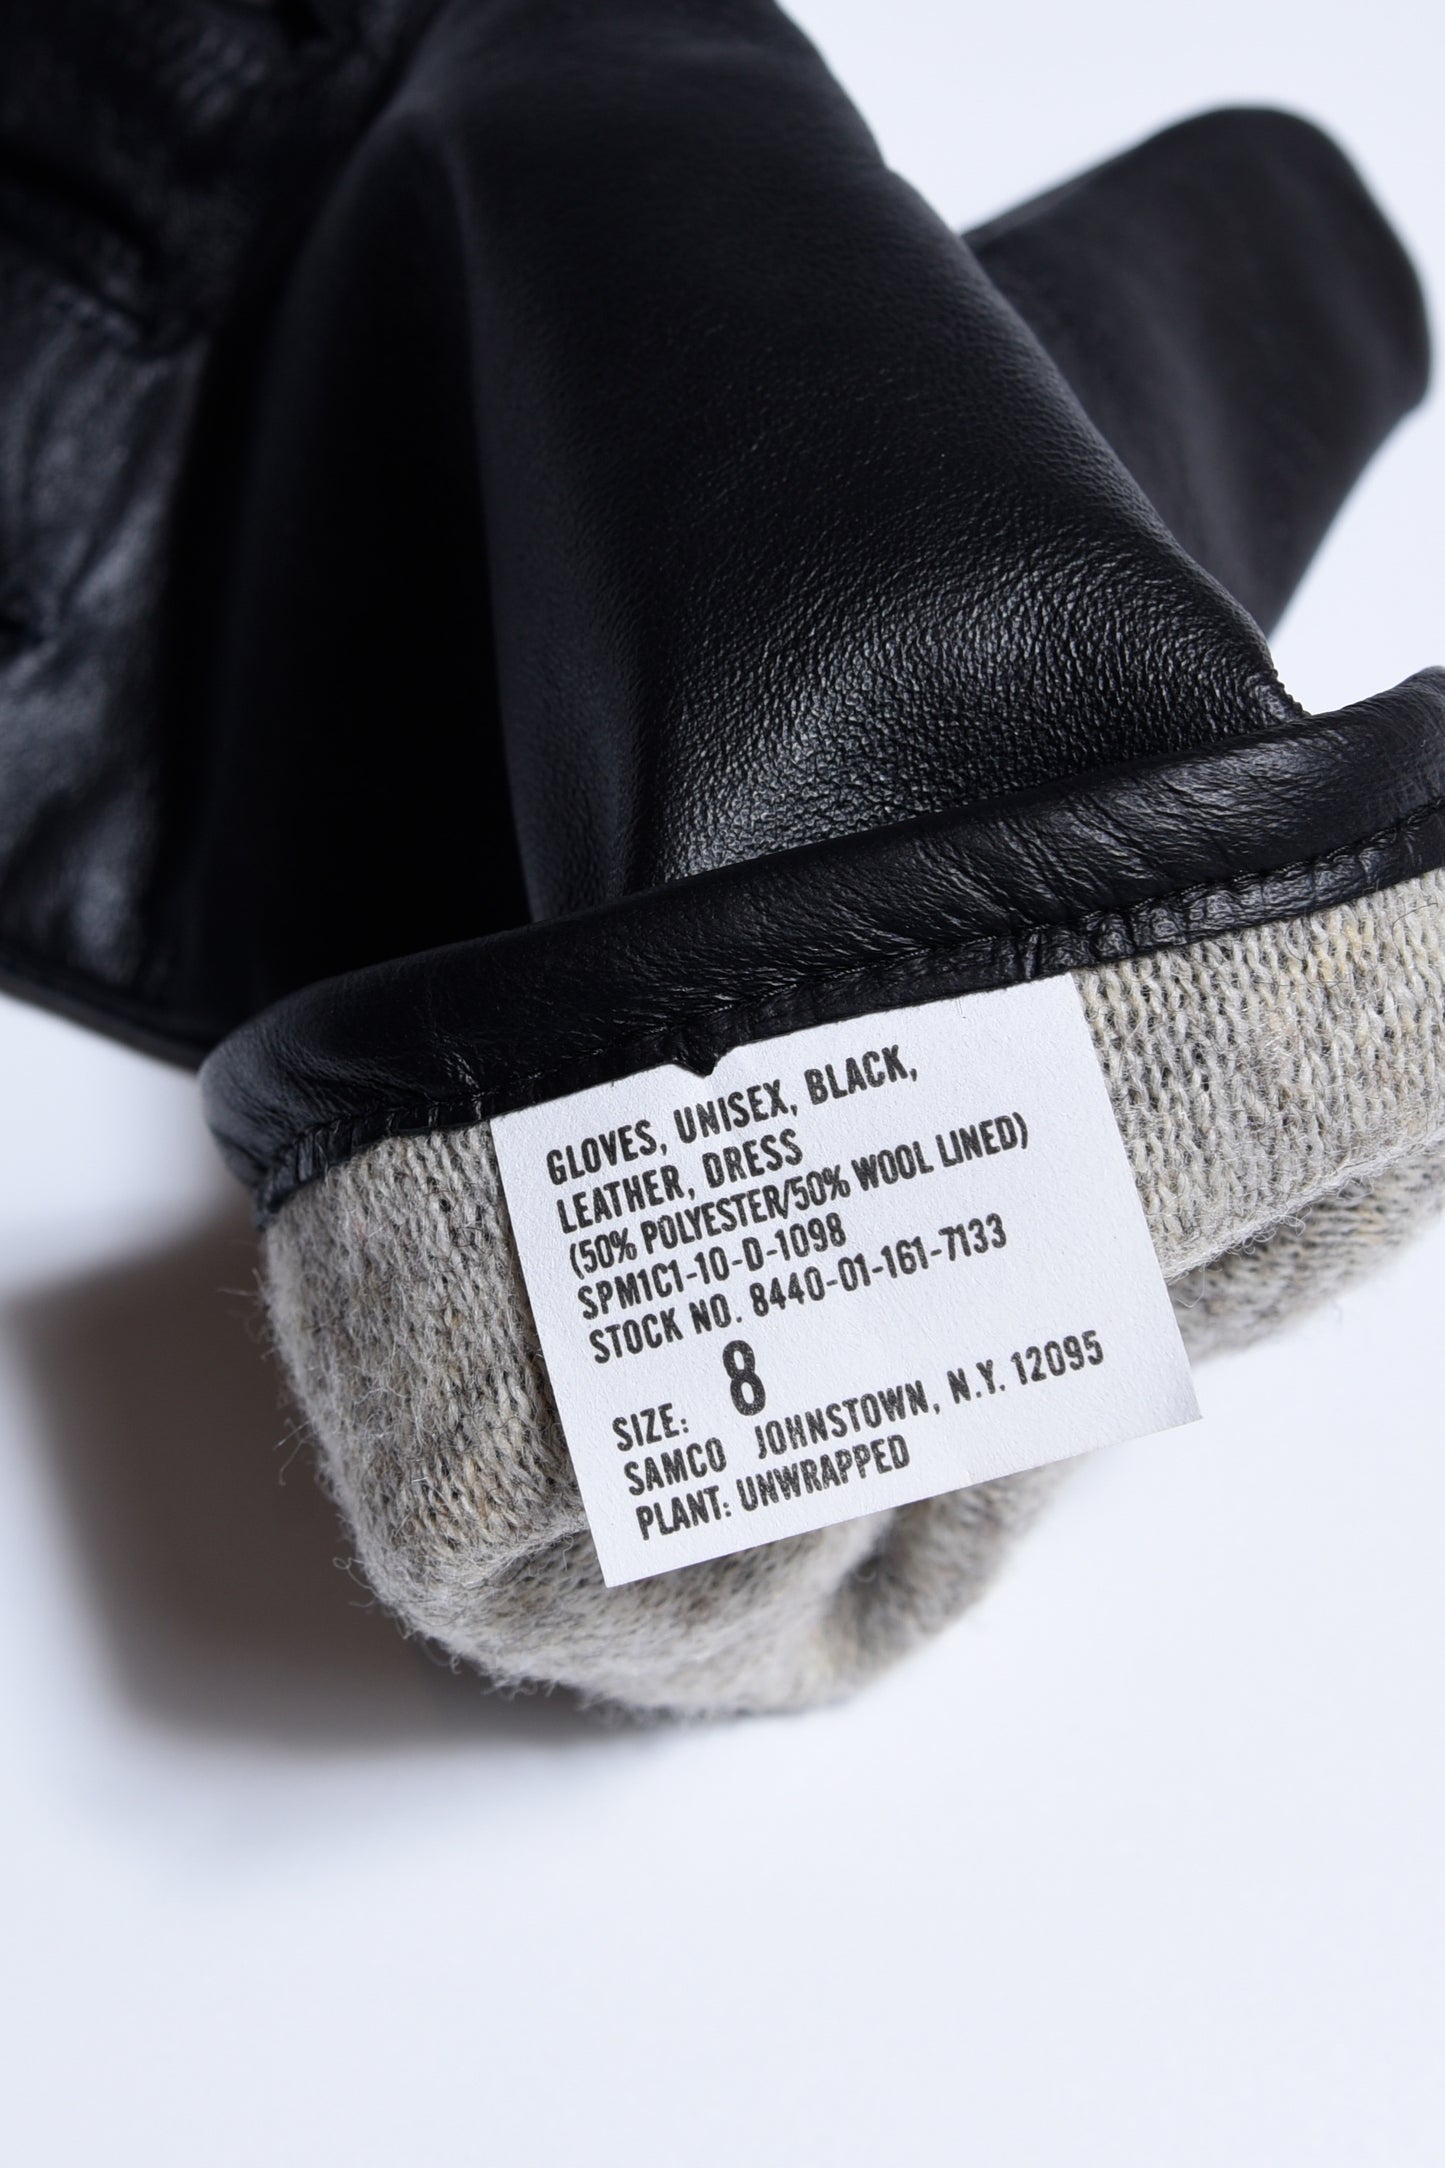 GLOVES, UNISEX, BLACK,
LEATHER, DRESS
(50% POLYESTER/50% WOOL LINED)
SPM1C1-10-D-1098
STOCK NO. 8440-01-161-7133
SIZE: 8
SAMCO JOHNSTOWN, N.Y. 12095
PLANT: UNWRAPPED